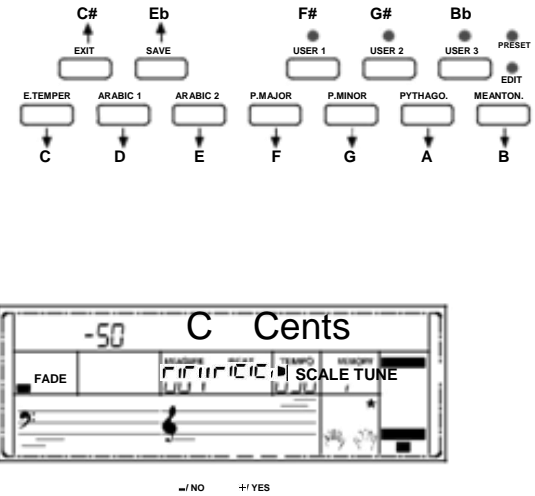 C# Eb F# G# Bb
EXIT SAVE USER 1 USER 2 USER 3 PRESET
EDIT
E.TEMPER ARABIC 1 ARABIC 2 P.MAJOR P.MINOR PYTHAGO. MEANTON.
C D E F G A B
-50 C Cents
MEASURE BEAT TEMPO MEMORY
FADE SCALE TUNE
-/ NO +/ YES